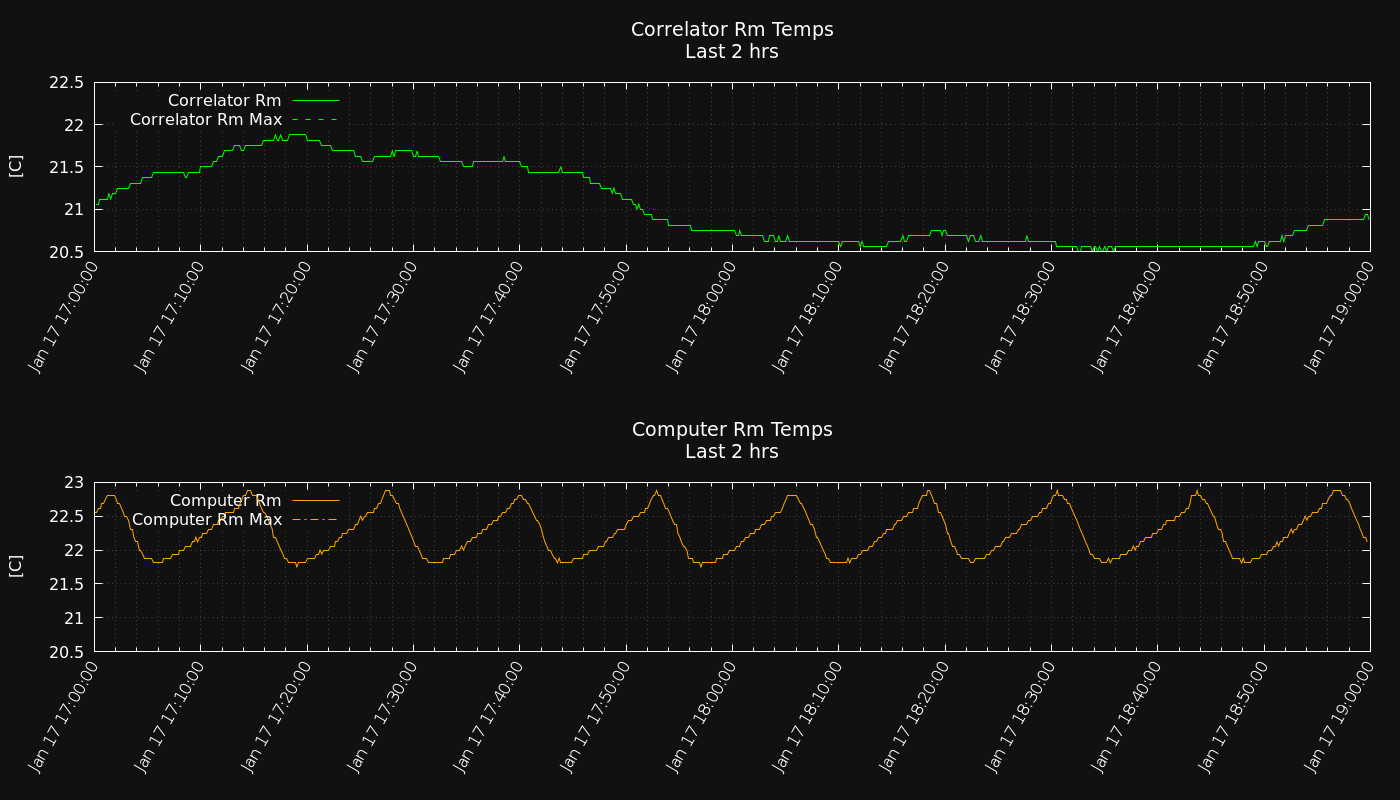 Correlator Rm Temps
Last 2 hrs
22.5
22
21.5
21
20.5
[C]
Correlator Rm
Correlator Rm Max
Jan 17 17:00:00
Jan 17 17:10:00
Jan 17 17:20:00
Jan 17 17:30:00
Jan 17 17:40:00
Jan 17 17:50:00
Jan 17 18:00:00
Jan 17 18:10:00
Jan 17 18:20:00
Jan 17 18:30:00
Jan 17 18:40:00
Jan 17 18:50:00
Jan 17 19:00:00
Computer Rm Temps
Last 2 hrs
23
22.5
22
21.5
21
20.5
[C]
Computer Rm
Computer Rm Max
Jan 17 17:00:00
Jan 17 17:10:00
Jan 17 17:20:00
Jan 17 17:30:00
Jan 17 17:40:00
Jan 17 17:50:00
Jan 17 18:00:00
Jan 17 18:10:00
Jan 17 18:20:00
Jan 17 18:30:00
Jan 17 18:40:00
Jan 17 18:50:00
Jan 17 19:00:00